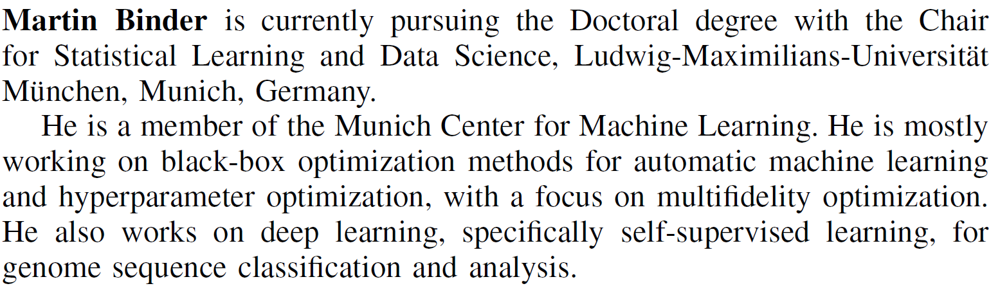 Martin Binder is currently pursuing the Doctoral degree with the Chair
for Statistical Learning and Data Science, Ludwig-Maximilians-Universität
München, Munich, Germany.
He is a member of the Munich Center for Machine Learning. He is mostly
working on black-box optimization methods for automatic machine learning
and hyperparameter optimization, with a focus on multifidelity optimization.
He also works on deep learning, specifically self-supervised learning, for
genome sequence classification and analysis.